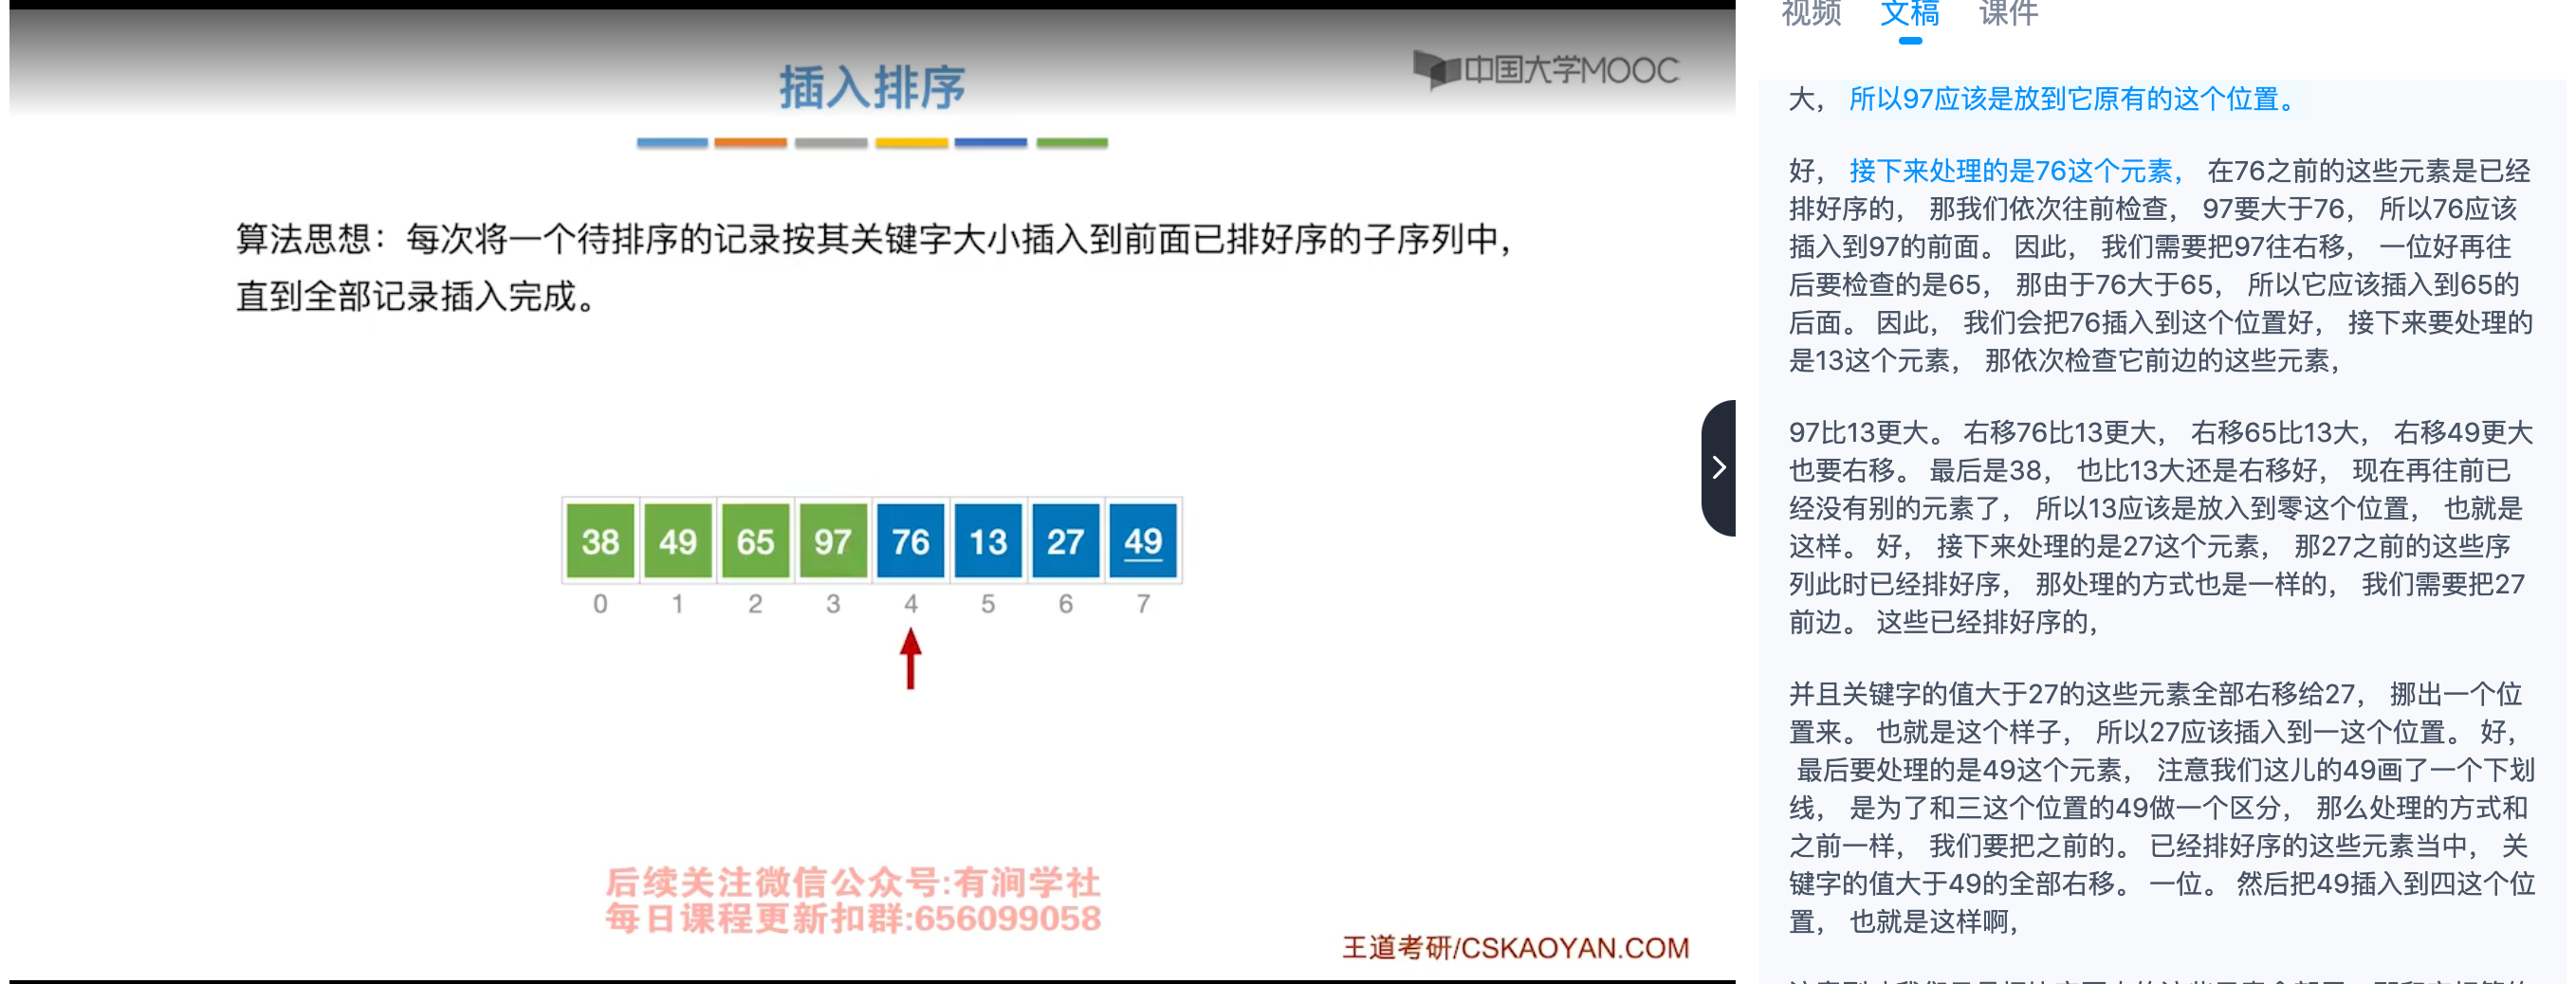 插入排序
中国大学MOOC
算法思想：每次将一个待排序的记录按其关键字大小插入到前面已排好序的子序列中，
直到全部记录插入完成。
38 49 65 97 76 13 27 49
0 1 2 3 4 5 6 7
后续关注微信公众号:有涧学社
每日课程更新扣群:656099058
王道考研/CSKAOYAN.COM
视频 文稿 课件
大， 所以97应该是放到它原有的这个位置。
好， 接下来处理的是76这个元素， 在76之前的这些元素是已经
排好序的， 那我们依次往前检查， 97要大于76， 所以76应该
插入到97的前面。 因此， 我们需要把97往右移， 一位好再往
后要检查的是65， 那由于76大于65， 所以它应该插入到65的
后面。 因此， 我们会把76插入到这个位置好， 接下来要处理的
是13这个元素， 那依次检查它前边的这些元素，
97比13更大。 右移76比13更大， 右移65比13大， 右移49更大
也要右移。 最后是38， 也比13大还是右移好， 现在再往前已
经没有别的元素了， 所以13应该是放入到零这个位置， 也就是
这样。 好， 接下来处理的是27这个元素， 那27之前的这些序
列此时已经排好序， 那处理的方式也是一样的， 我们需要把27
前边。 这些已经排好序的，
并且关键字的值大于27的这些元素全部右移给27， 挪出一个位
置来。 也就是这个样子， 所以27应该插入到一这个位置。 好，
最后要处理的是49这个元素， 注意我们这儿的49画了一个下划
线， 是为了和三这个位置的49做一个区分， 那么处理的方式和
之前一样， 我们要把之前的。 已经排好序的这些元素当中， 关
键字的值大于49的全部右移。 一位。 然后把49插入到四这个位
置， 也就是这样啊，